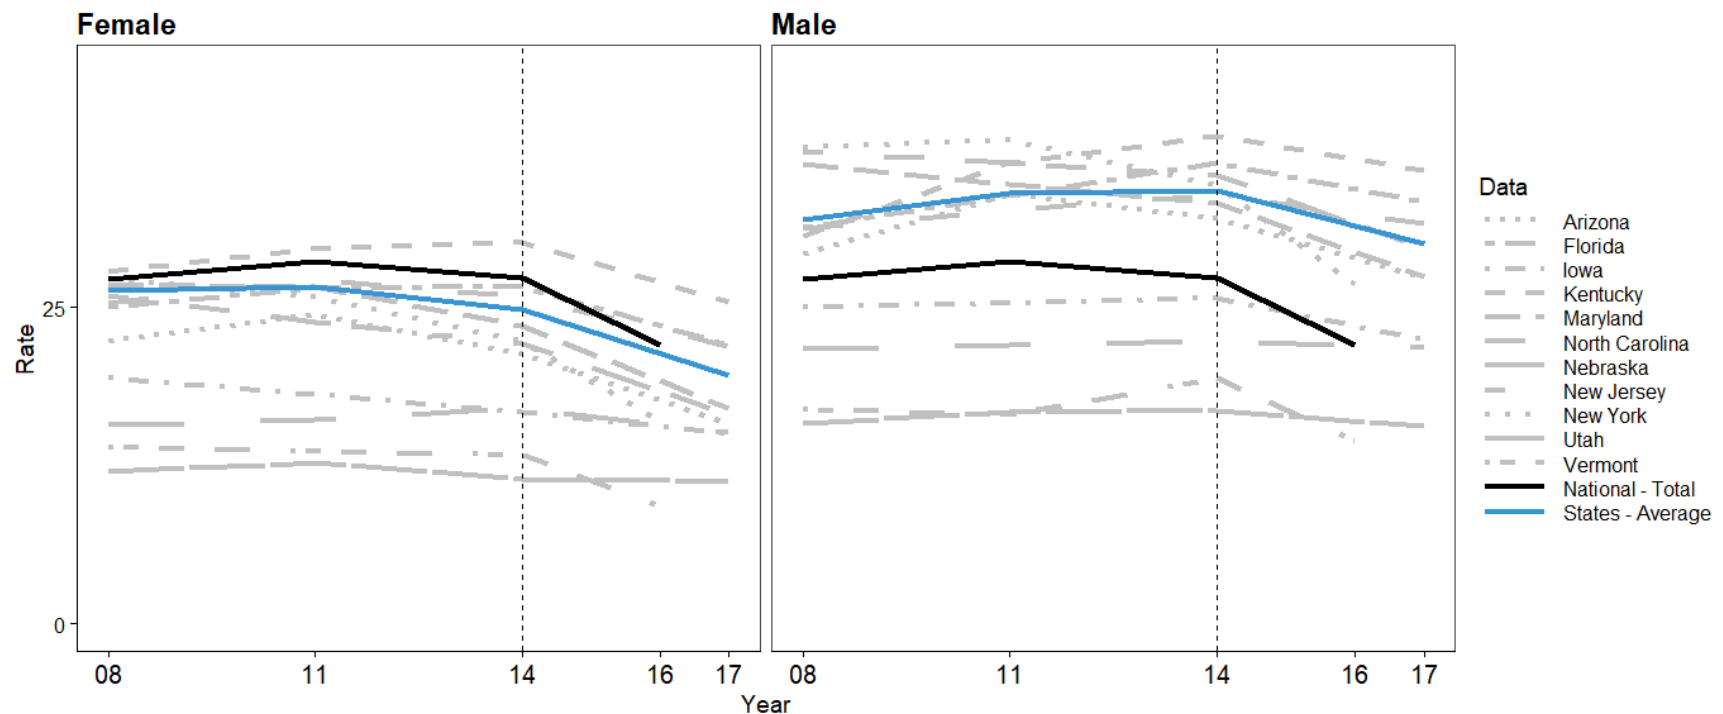 Female
Male
Rate
25
0
08 11 14 16 17
08 11 14 16 17
Year
Data
Arizona
Florida
Iowa
Kentucky
Maryland
North Carolina
Nebraska
New Jersey
New York
Utah
Vermont
National - Total
States - Average